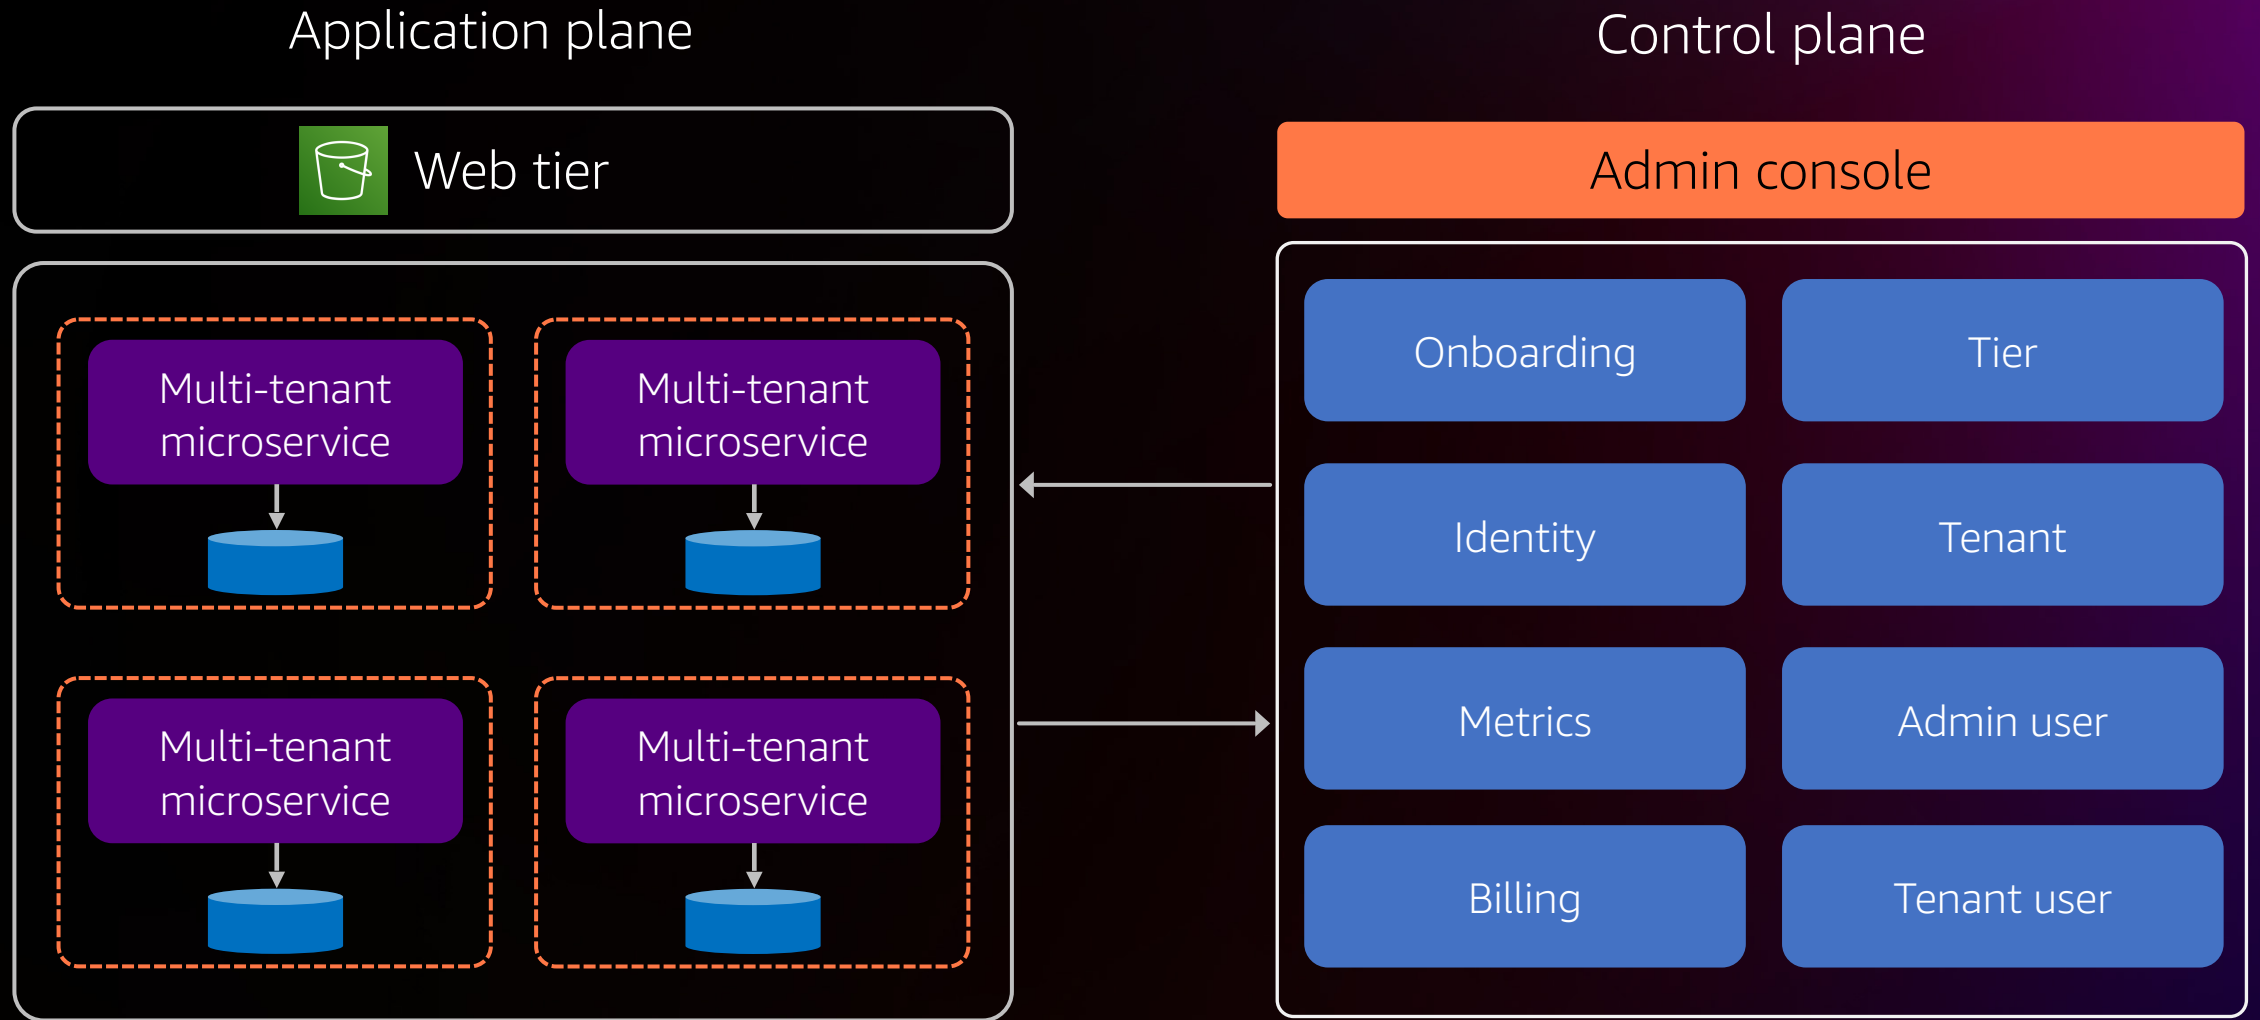 Application plane
Web tier
Multi-tenant
microservice
Multi-tenant
microservice
Multi-tenant
microservice
Multi-tenant
microservice
Control plane
Admin console
Onboarding
Tier
Identity
Tenant
Metrics
Admin user
Billing
Tenant user